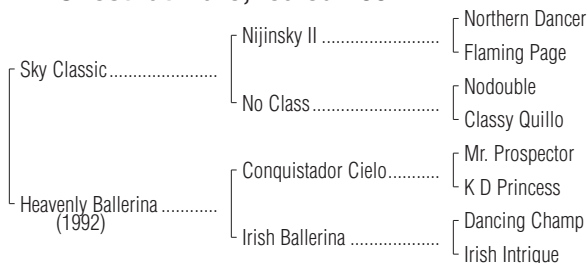 Northern Dancer
Nijinsky II ..............................
Flaming Page
Sky Classic ...........................
Nodouble
No Class ................................
Classy Quillo
Mr. Prospector
Conquistador Cielo ............
K D Princess
Heavenly Ballerina ..............
(1992)
Dancing Champ
Irish Ballerina .......................
Irish Intrigue